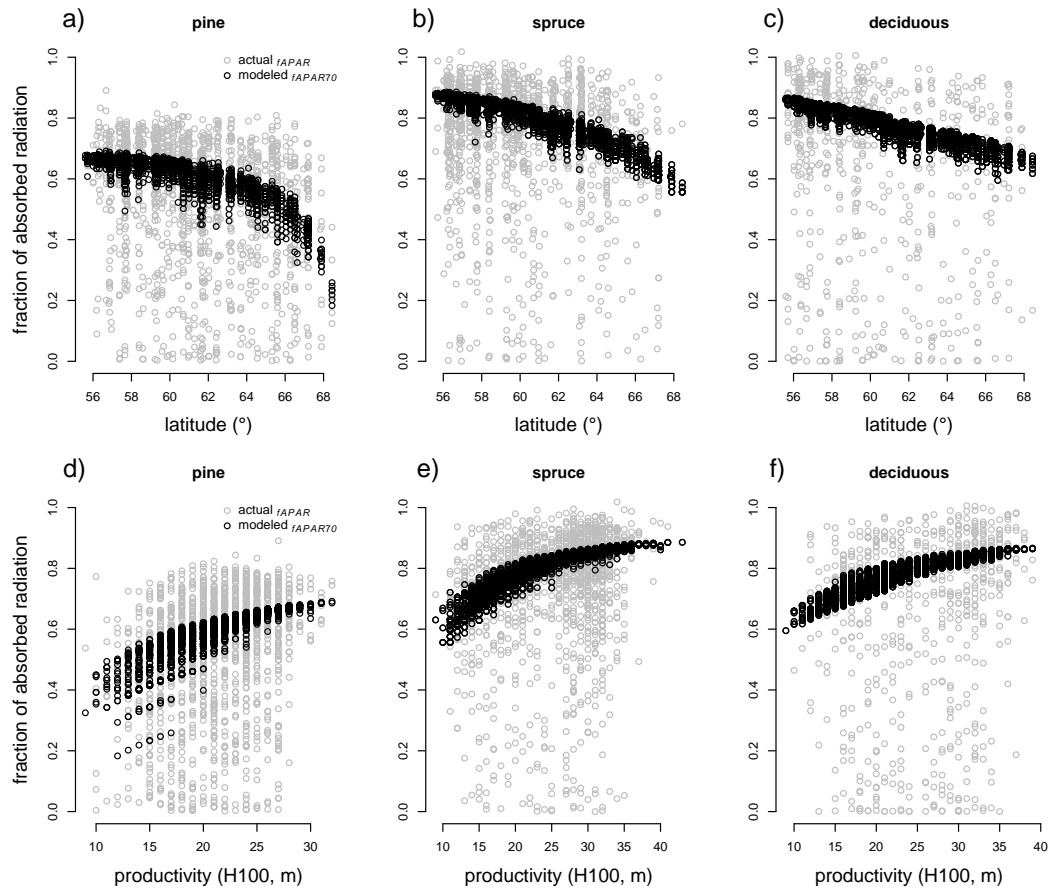 a)
pine
actual fAPAR
modeled fAPAR70
fraction of absorbed radiation
0.0 0.2 0.4 0.6 0.8 1.0
56 58 60 62 64 66 68
latitude (°)
b)
spruce
0.0 0.2 0.4 0.6 0.8 1.0
56 58 60 62 64 66 68
latitude (°)
c)
deciduous
0.0 0.2 0.4 0.6 0.8 1.0
56 58 60 62 64 66 68
latitude (°)
d)
pine
actual fAPAR
modeled fAPAR70
fraction of absorbed radiation
0.0 0.2 0.4 0.6 0.8 1.0
10 15 20 25 30
productivity (H100, m)
e)
spruce
0.0 0.2 0.4 0.6 0.8 1.0
10 15 20 25 30 35 40
productivity (H100, m)
f)
deciduous
0.0 0.2 0.4 0.6 0.8 1.0
10 15 20 25 30 35 40
productivity (H100, m)